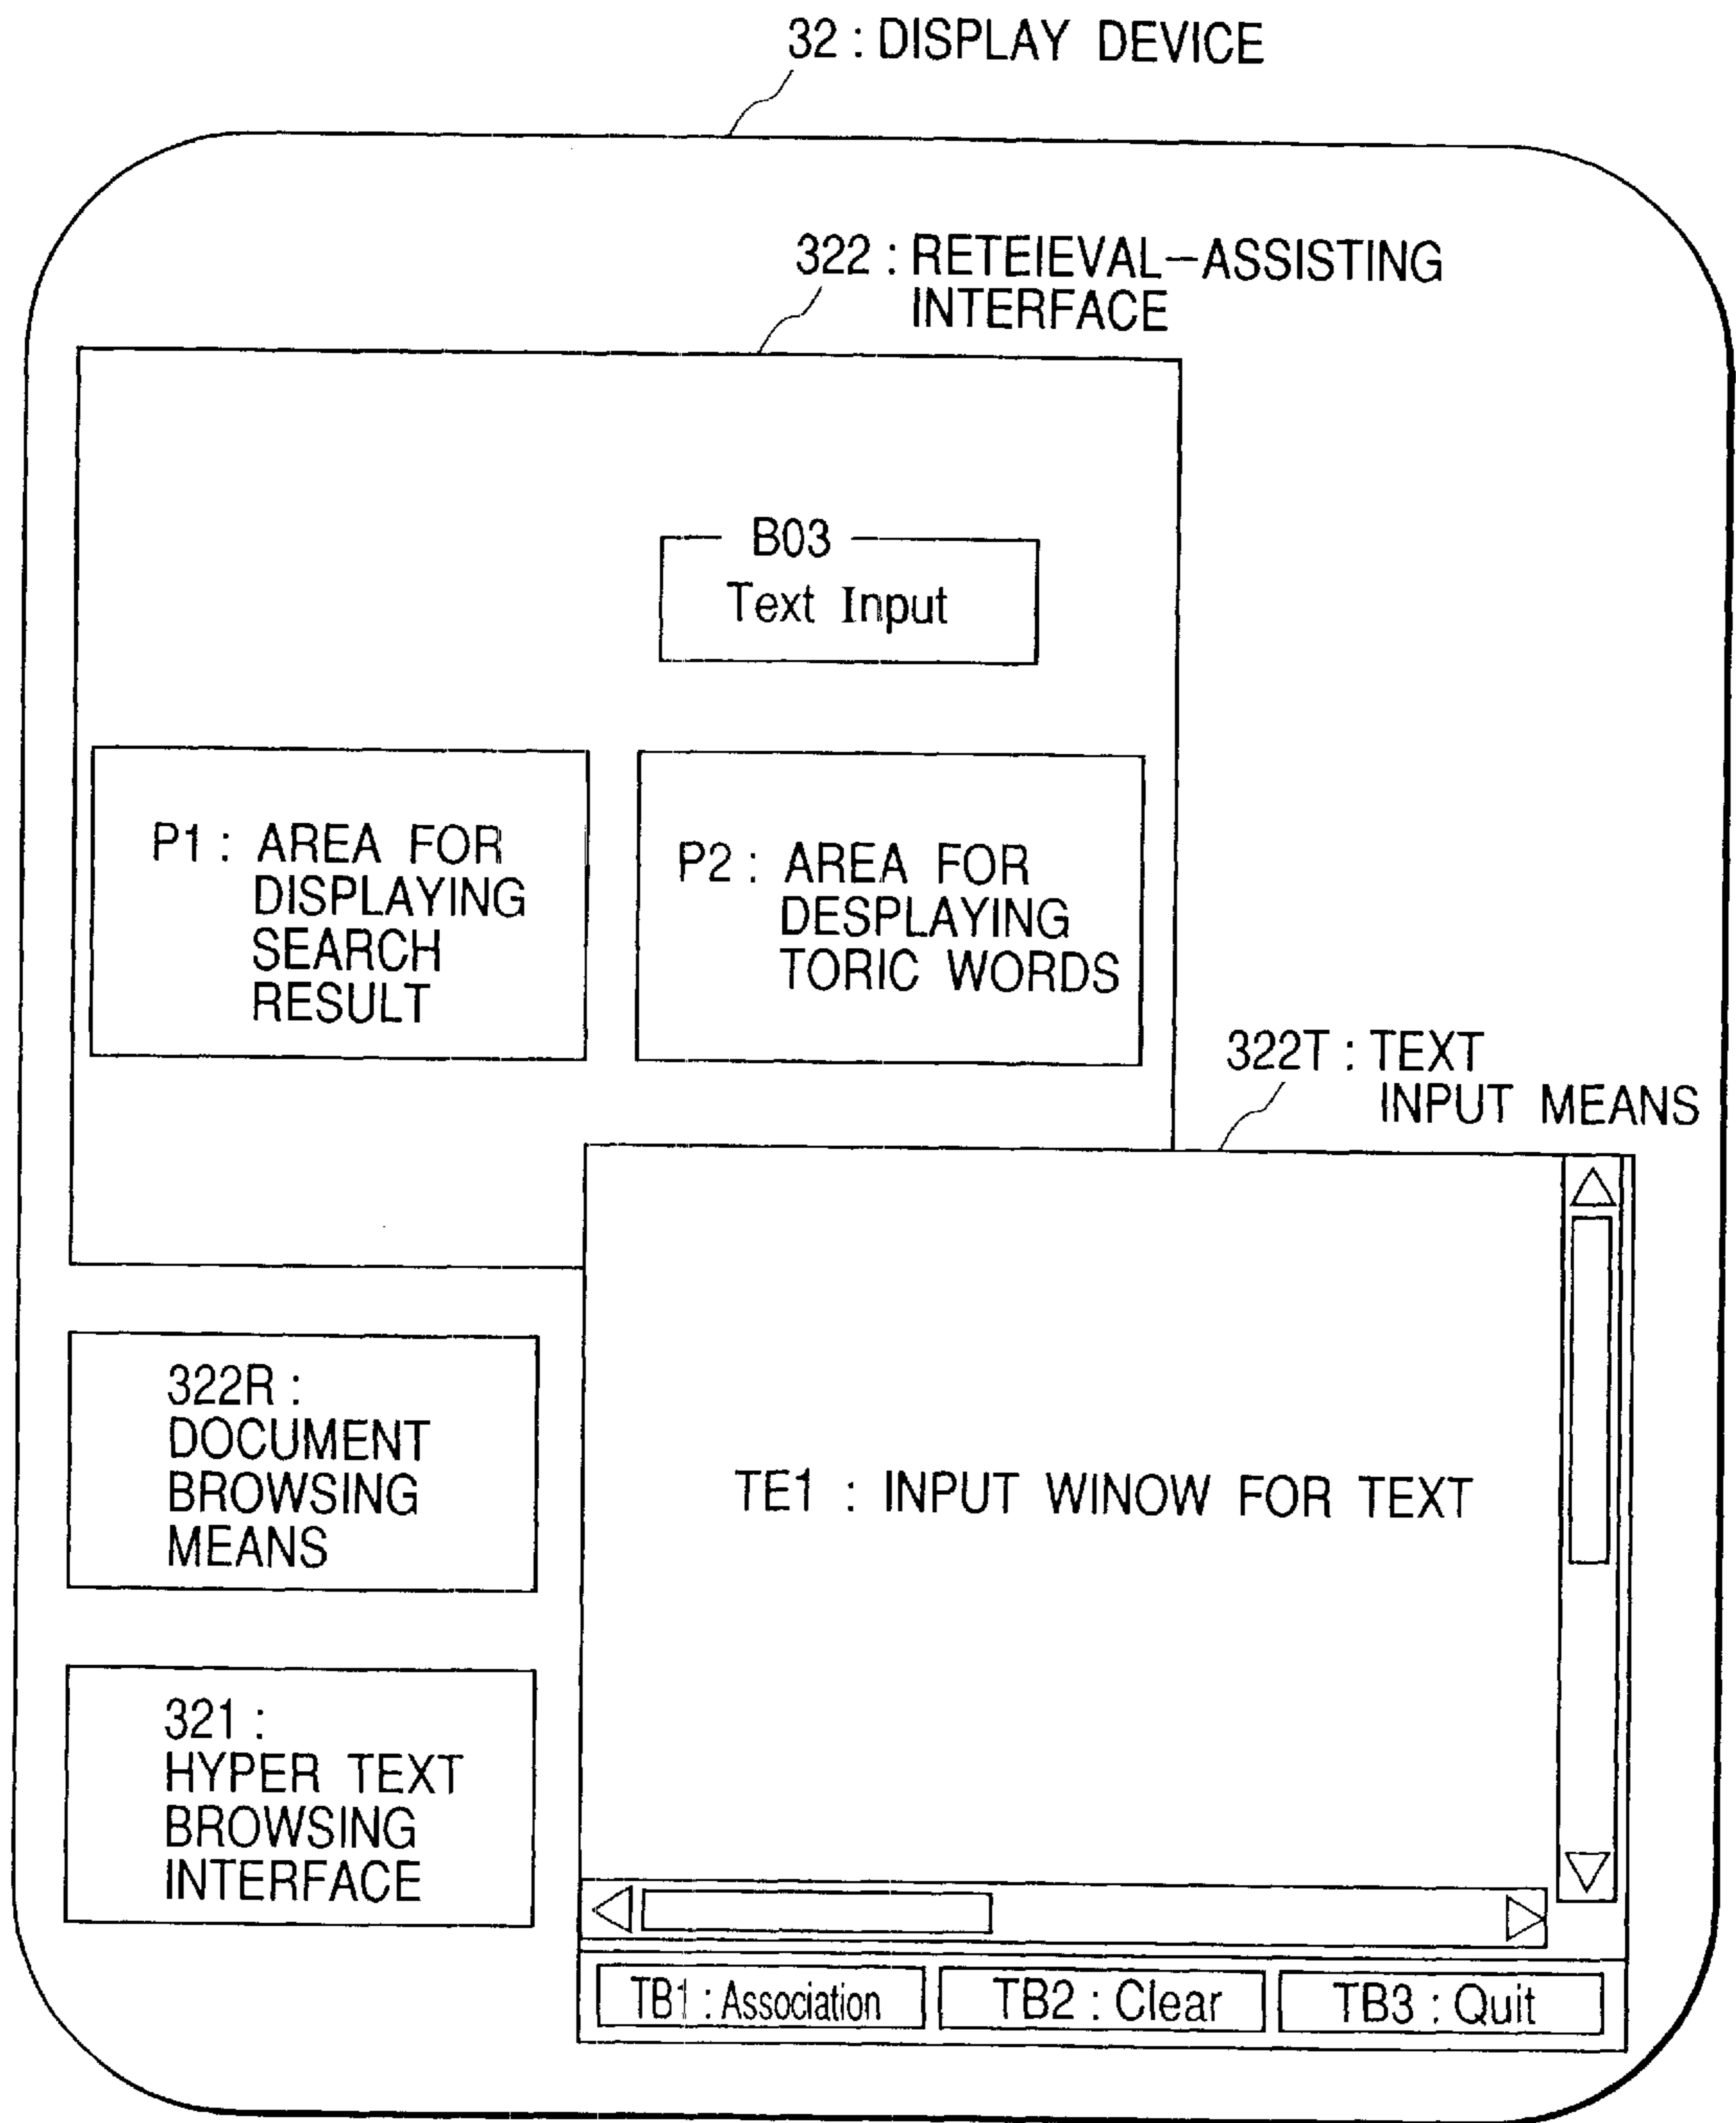 32 : DISPLAY DEVICE
322 : RETEIEVAL-ASSISTING
INTERFACE
B03
Text Input
P1 : AREA FOR
DISPLAYING
SEARCH
RESULT
P2 : AREA FOR
DESPLAYING
TORIC WORDS
322T : TEXT
INPUT MEANS
322R :
DOCUMENT
BROWSING
MEANS
TE1 : INPUT WINOW FOR TEXT
321 :
HYPER TEXT
BROWSING
INTERFACE
TB1 : Association
TB2 : Clear
TB3 : Quit